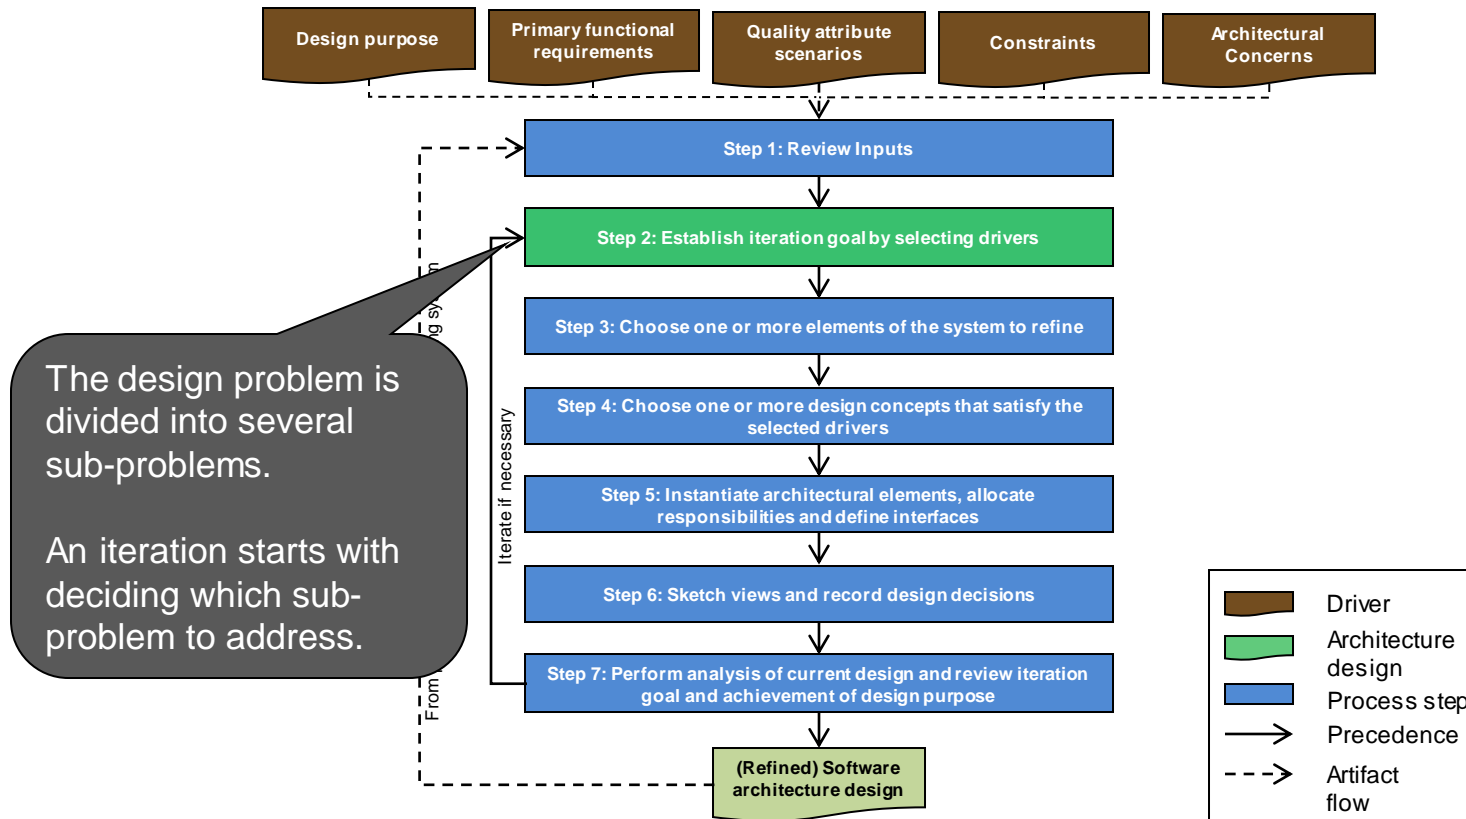 Design purpose
Primary functional
requirements
Quality attribute
scenarios
Constraints
Architectural
Concerns
Step 1: Review Inputs
Step 2: Establish iteration goal by selecting drivers
Step 3: Choose one or more elements of the system to refine
Step 4: Choose one or more design concepts that satisfy the
selected drivers
Step 5: Instantiate architectural elements, allocate
responsibilities and define interfaces
Step 6: Sketch views and record design decisions
Step 7: Perform analysis of current design and review iteration
goal and achievement of design purpose
(Refined) Software
architecture design
The design problem is
divided into several
sub-problems.
An iteration starts with
deciding which sub-
problem to address.
Iterate if necessary
From
Driver
Architecture
design
Process step
Precedence
Artifact
flow